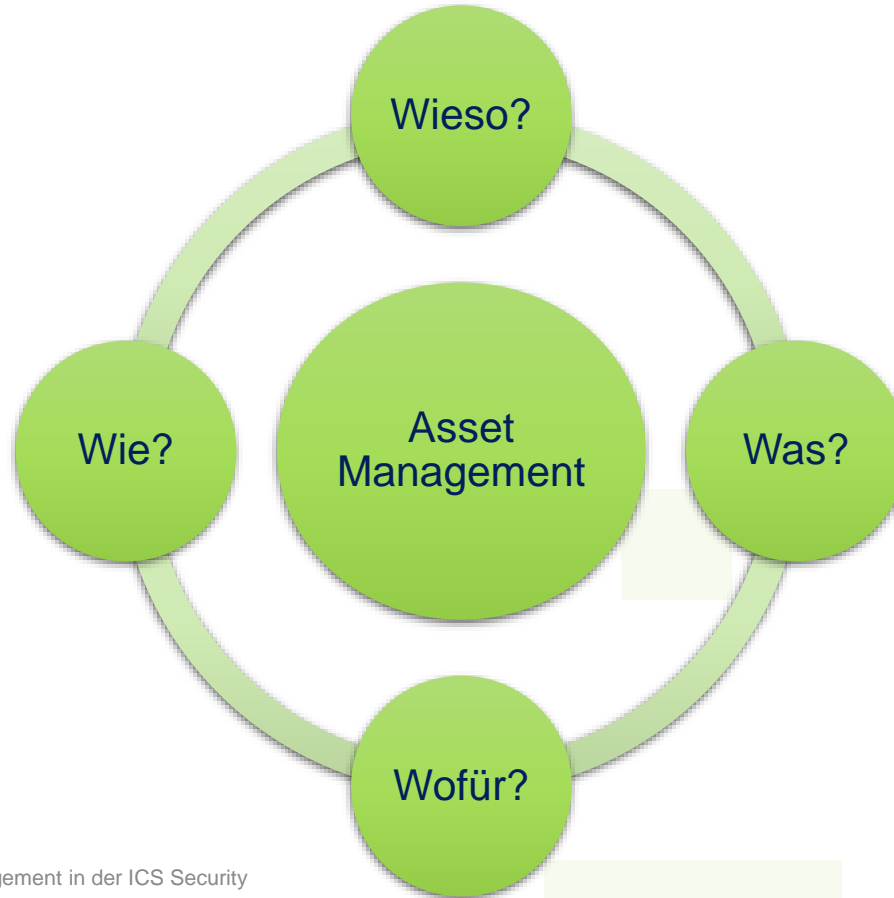 Wieso?
Wie?
Asset
Management
Was?
Wofür?
gement in der ICS Security